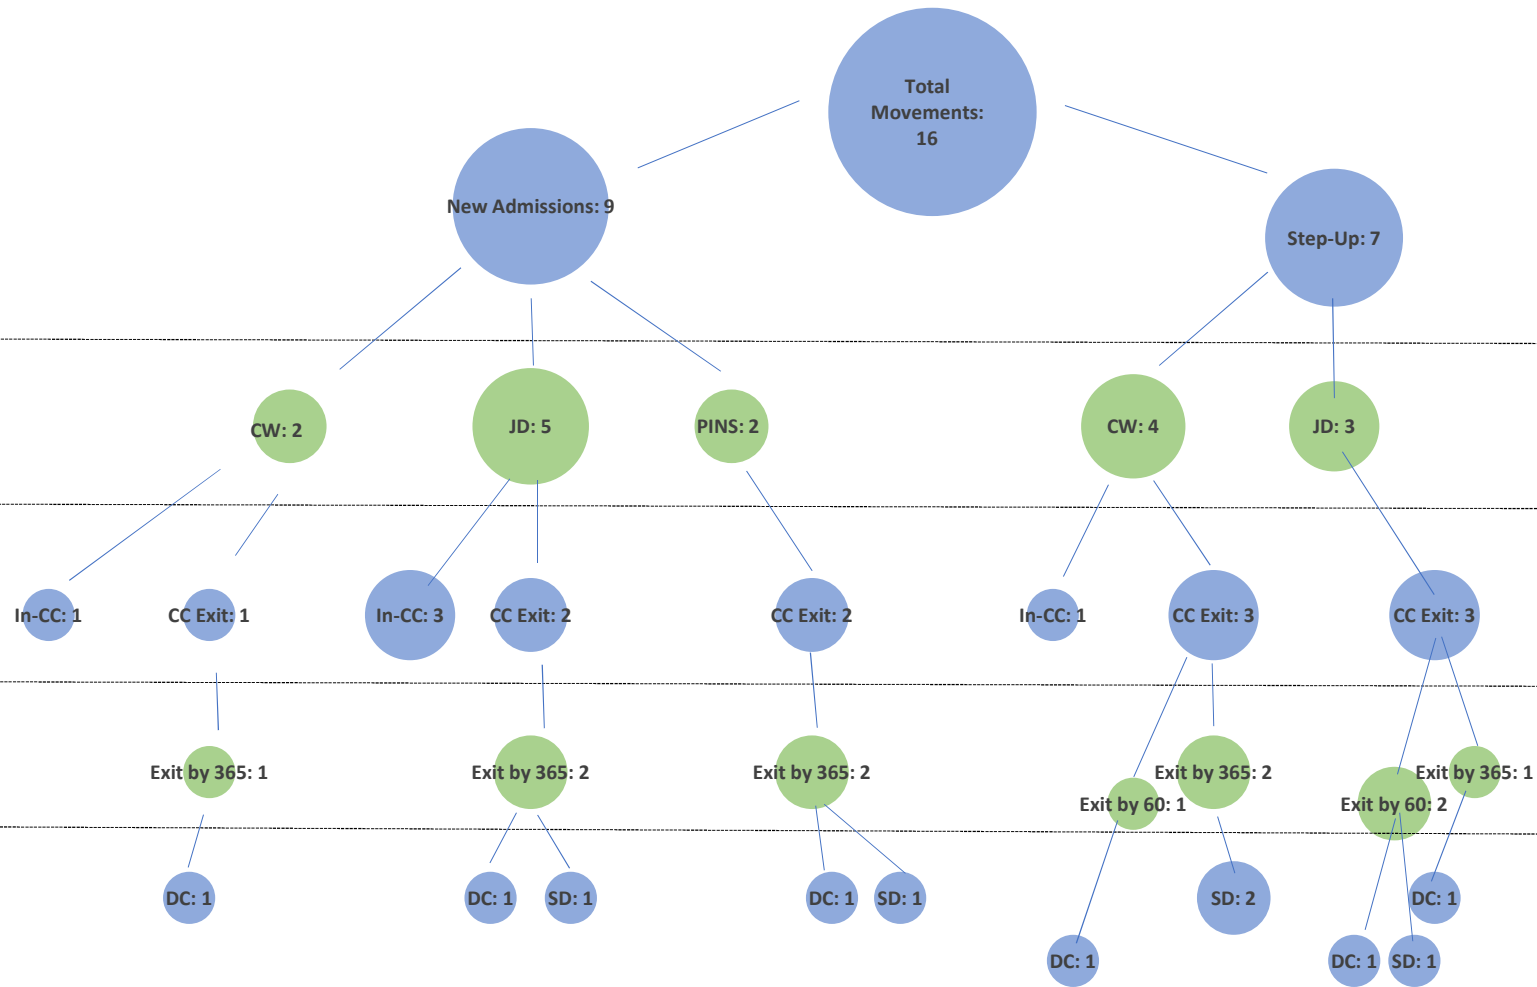 Total
Movements:
16
New Admissions: 9
Step-Up: 7
CW: 2
JD: 5
PINS: 2
CW: 4
JD: 3
In-CC: 1
CC Exit: 1
In-CC: 3
CC Exit: 2
CC Exit: 2
In-CC: 1
CC Exit: 3
CC Exit: 3
Exit by 365: 1
Exit by 365: 2
Exit by 365: 2
Exit by 60: 1
Exit by 365: 2
Exit by 60: 2
Exit by 365: 1
DC: 1
DC: 1
SD: 1
DC: 1
SD: 1
SD: 2
DC: 1
DC: 1
DC: 1
SD: 1